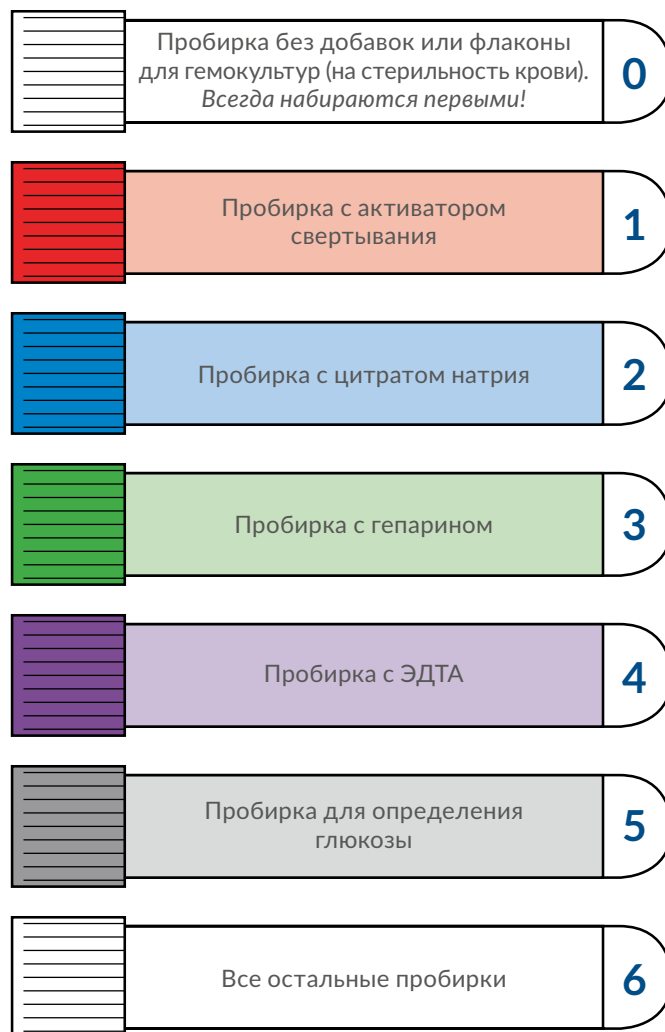 Пробирка без добавок или флаконы
для гемокультур (на стерильность крови).
Всегда набираются первыми!
0
Пробирка с активатором
свертывания
1
Пробирка с цитратом натрия
2
Пробирка с гепарином
3
Пробирка с ЭДТА
4
Пробирка для определения
глюкозы
5
Все остальные пробирки
6